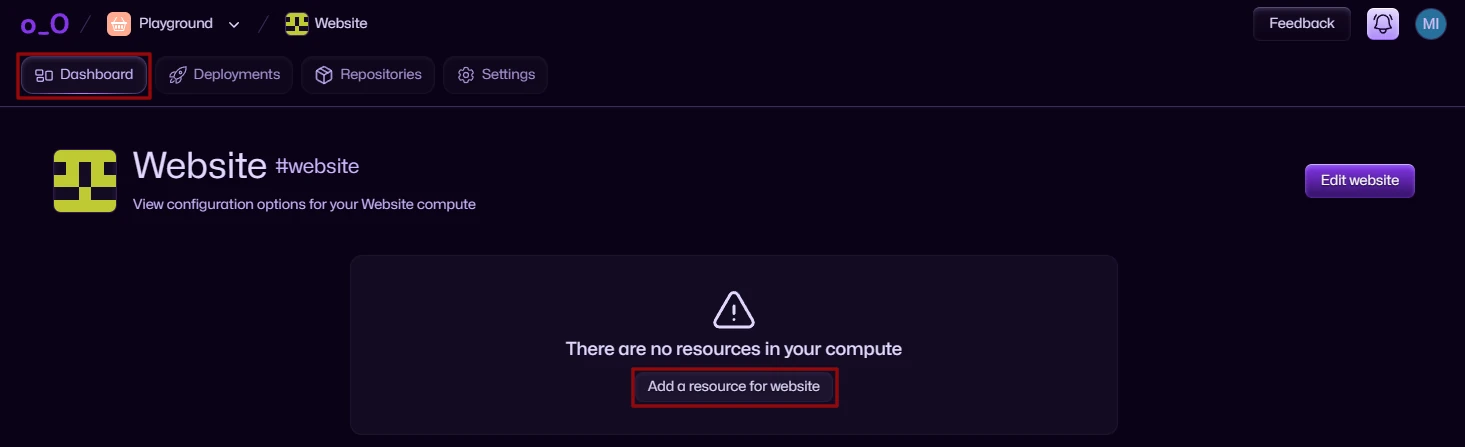 o_O / Playground / Website Feedback MI
Dashboard Deployments Repositories Settings
Website #website
Edit website
View configuration options for your Website compute
There are no resources in your compute
Add a resource for website